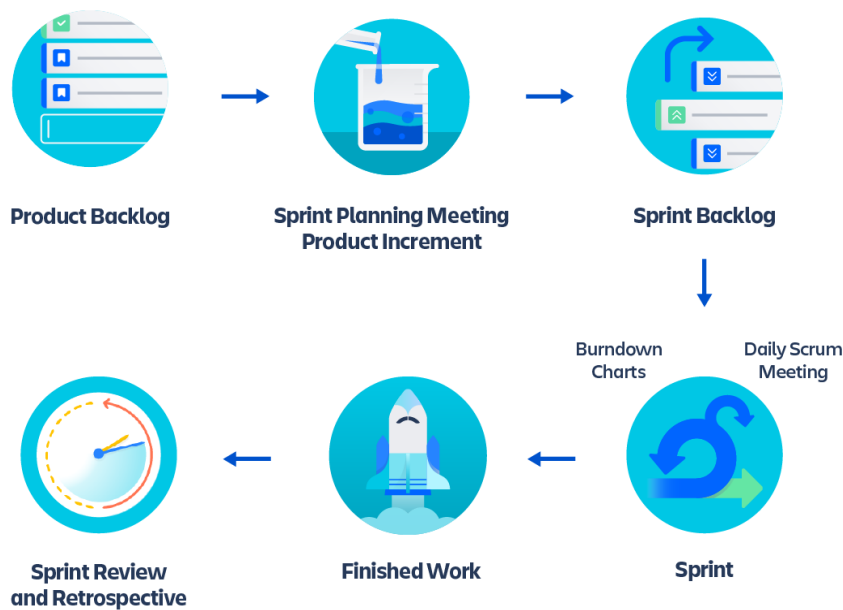 Product Backlog
Sprint Planning Meeting
Product Increment
Sprint Backlog
Burndown
Charts
Daily Scrum
Meeting
Sprint
Finished Work
Sprint Review
and Retrospective